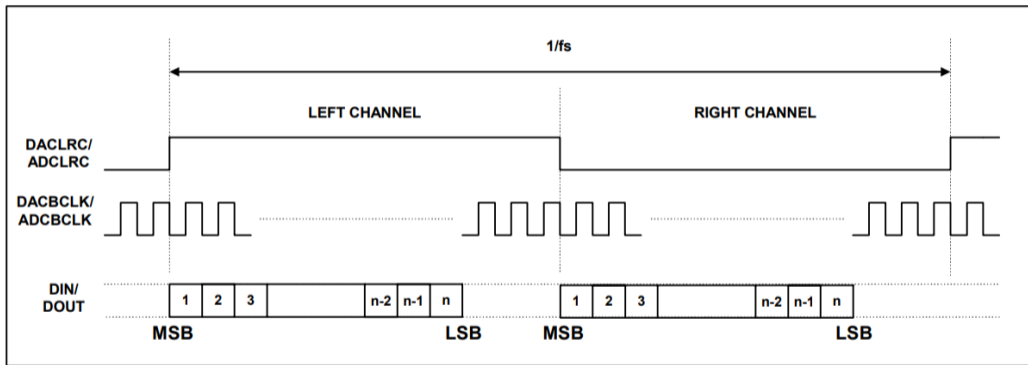 1/fs
LEFT CHANNEL RIGHT CHANNEL
DACLRC/
ADCLRC
DACBCLK/
ADCBCLK
DIN/
DOUT
1 2 3 n-2 n-1 n 1 2 3 n-2 n-1 n
MSB LSB MSB LSB